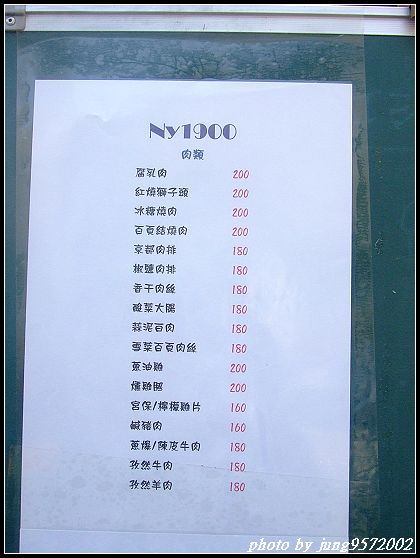 Ny1900
肉類
腐乳肉 200
紅燒獅子頭 200
冰糖燒肉 200
百頁結燒肉 200
京都肉排 180
椒鹽肉排 180
香干肉絲 180
酸菜大腸 180
蒜泥白肉 180
雪菜百頁肉絲 180
蔥油雞 200
燻雞腿 200
宮保/檸檬雞片 160
鹹豬肉 160
蔥爆/陳皮牛肉 180
孜然牛肉 180
孜然羊肉 180
photo by jung9572002